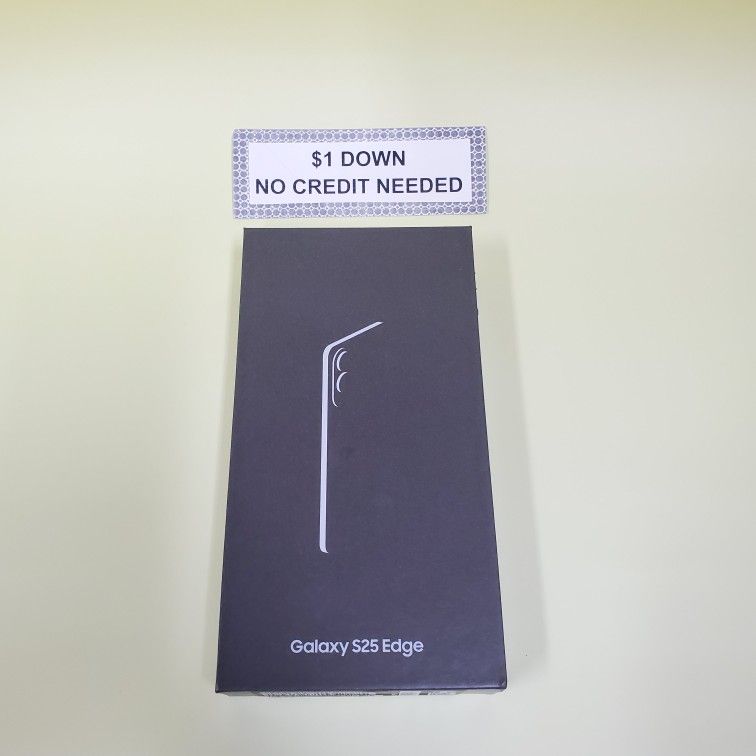 $1 DOWN
NO CREDIT NEEDED
Galaxy S25 Edge